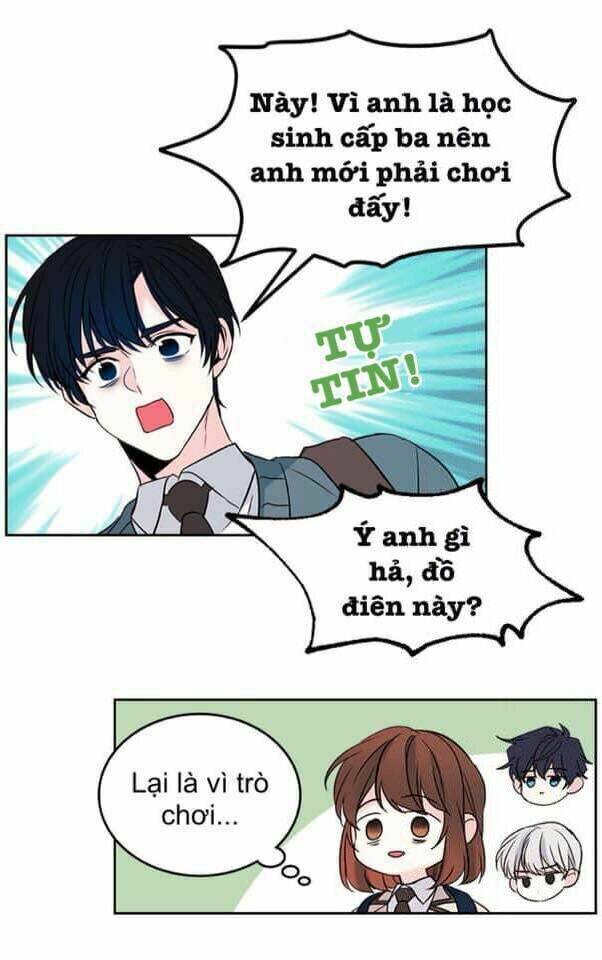 Này! Vì anh là học
sinh cấp ba nên
anh mới phải chơi
đấy!
TỰ
TIN!
Ý anh gì
hả, đồ
điên này?
Lại là vì trò
chơi...